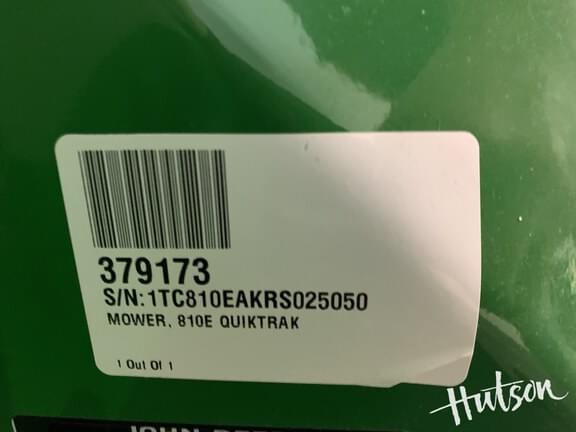 379173
S/N:1TC810EAKRS025050
MOWER, 810E QUIKTRAK
1 Out Of 1
Hutson